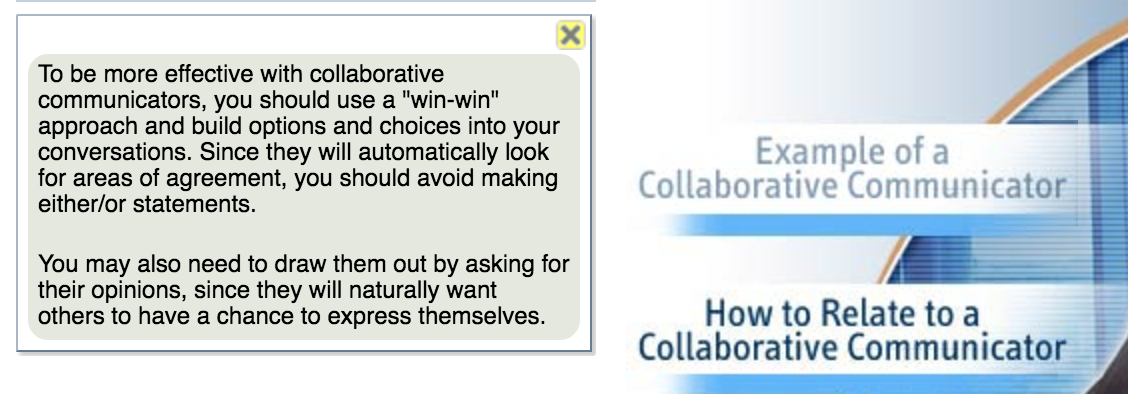 To be more effective with collaborative
communicators, you should use a "win-win"
approach and build options and choices into your
conversations. Since they will automatically look
for areas of agreement, you should avoid making
either/or statements.
You may also need to draw them out by asking for
their opinions, since they will naturally want
others to have a chance to express themselves.
Example of a
Collaborative Communicator
How to Relate to a
Collaborative Communicator